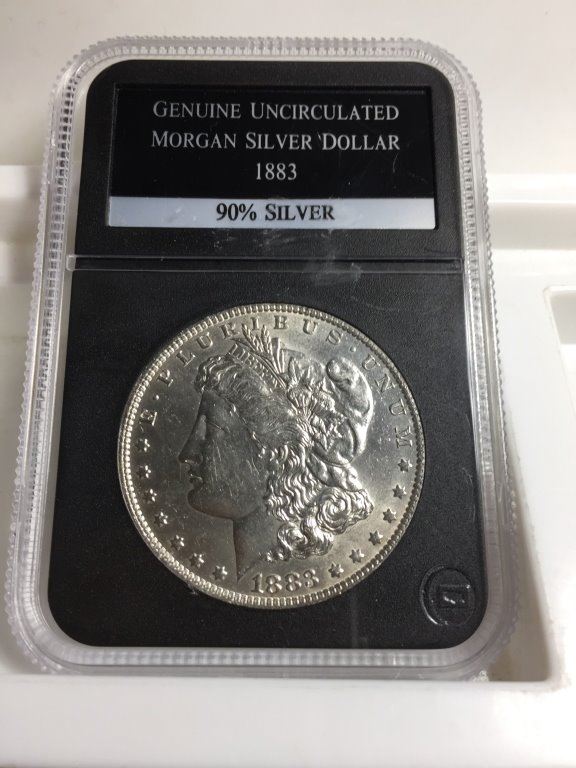 GENUINE UNCIRCULATED
MORGAN SILVER DOLLAR
1883
90% SILVER
E · PLURIBUS · UNUM
1883